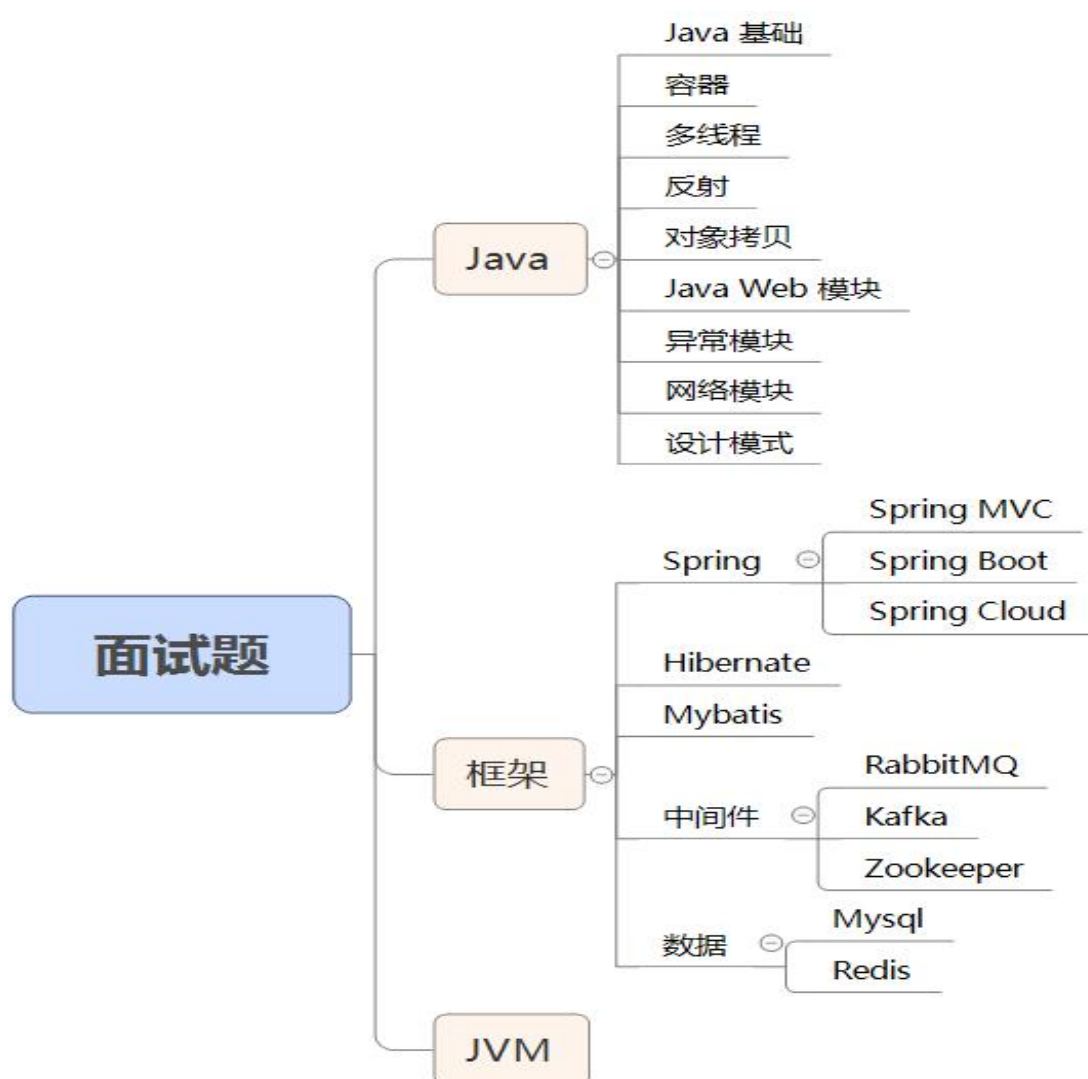 面试题
Java
Java 基础
容器
多线程
反射
对象拷贝
Java Web 模块
异常模块
网络模块
设计模式
框架
Spring
Spring MVC
Spring Boot
Spring Cloud
Hibernate
Mybatis
中间件
RabbitMQ
Kafka
Zookeeper
数据
Mysql
Redis
JVM